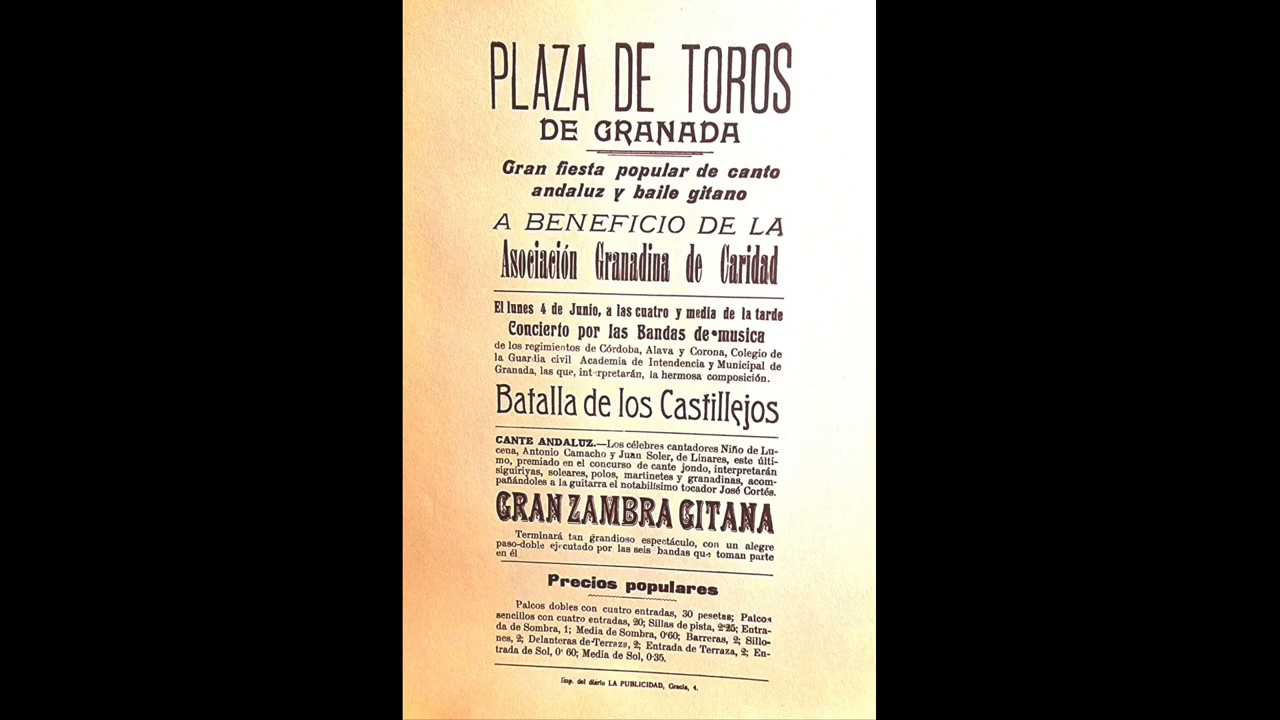 PLAZA DE TOROS
DE GRANADA
Gran fiesta popular de canto
andaluz y baile gitano
A BENEFICIO DE LA
Asociación Granadina de Caridad
El lunes 4 de Junio, a las cuatro y media de la tarde
Concierto por las Bandas de musica
de los regimientos de Córdoba, Alava y Corona, Colegio de
la Guardia civil Academia de Intendencia y Municipal de
Granada, las que, interpretarán, la hermosa composición.
Batalla de los Castillejos
CANTE ANDALUZ.—Los célebres cantadores Niño de Lu-
cena, Antonio Camacho y Juan Soler, de Linares, este últi-
mo, premiado en el concurso de cante jondo, interpretarán
siguiriyas, soleares, polos, martinetes y granadinas, acom-
pañándoles a la guitarra el notabilísimo tocador José Cortés.
GRAN ZAMBRA GITANA
Terminará tan grandioso espectáculo, con un alegre
paso-doble ejecutado por las seis bandas que toman parte
en él
Precios populares
Palcos dobles con cuatro entradas, 30 pesetas; Palcos
sencillos con cuatro entradas, 20; Sillas de pista, 2'25; Entra-
da de Sombra, 1; Media de Sombra, 0'60; Barreras, 2; Sillo-
nes, 2; Delanteras de Terraza, 2; Entrada de Terraza, 2; En-
trada de Sol, 0'60; Media de Sol, 0·35.
Imp. del diario LA PUBLICIDAD, Gracia, 4.